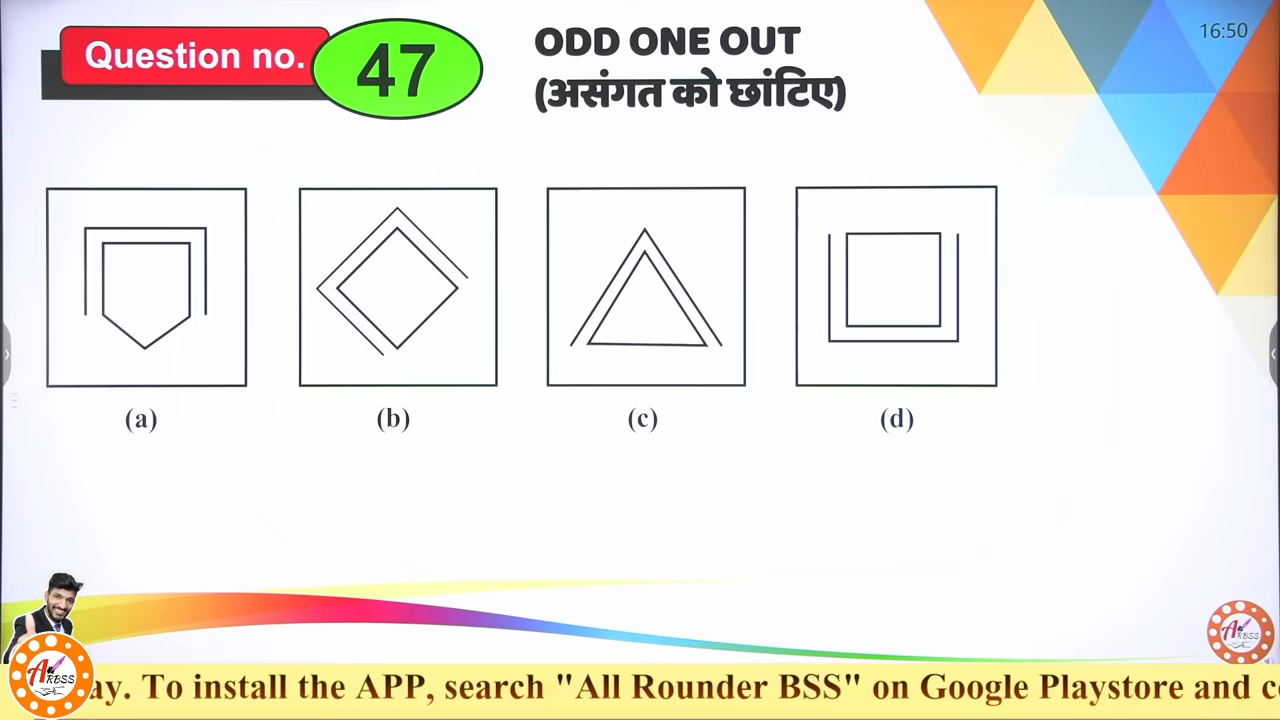 Question no.
47
ODD ONE OUT
(असंगत को छांटिए)
16:50
(a)
(b)
(c)
(d)
ay. To install the APP, search "All Rounder BSS" on Google Playstore and c